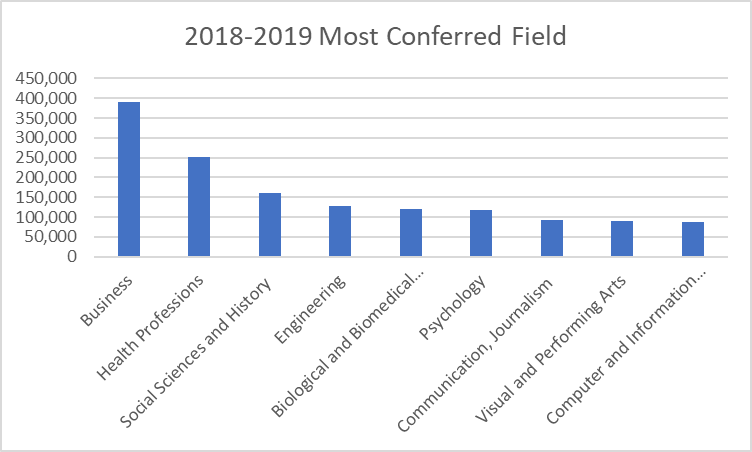 2018-2019 Most Conferred Field
450,000
400,000
350,000
300,000
250,000
200,000
150,000
100,000
50,000
0
Business
Health Professions
Social Sciences and History
Engineering
Biological and Biomedical...
Psychology
Communication, Journalism
Visual and Performing Arts
Computer and Information...